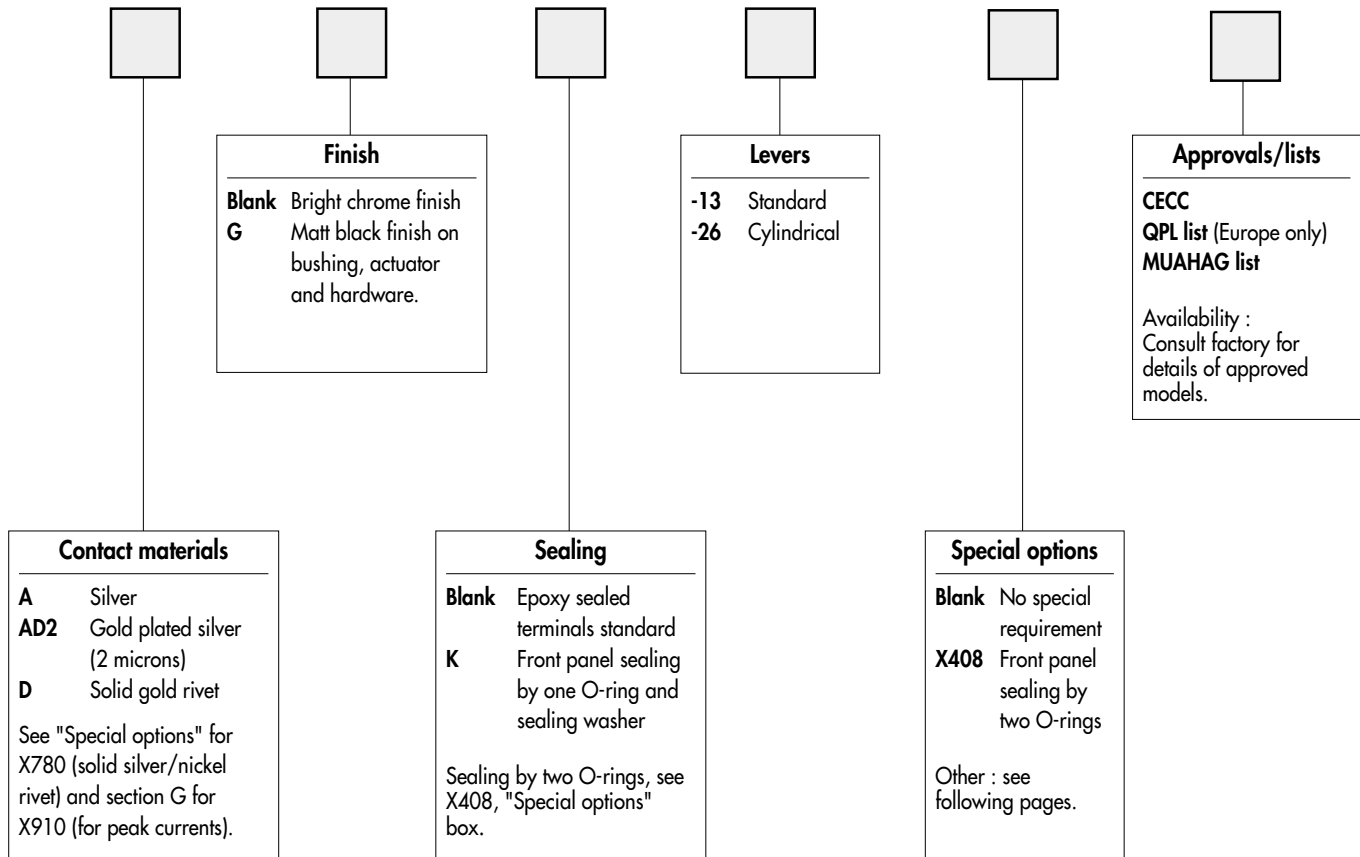 Finish
Blank Bright chrome finish
G Matt black finish on
bushing, actuator
and hardware.
Levers
-13 Standard
-26 Cylindrical
Approvals/lists
CECC
QPL list (Europe only)
MUAHAG list
Availability :
Consult factory for
details of approved
models.
Contact materials
A Silver
AD2 Gold plated silver
(2 microns)
D Solid gold rivet
See "Special options" for
X780 (solid silver/nickel
rivet) and section G for
X910 (for peak currents).
Sealing
Blank Epoxy sealed
terminals standard
K Front panel sealing
by one O-ring and
sealing washer
Sealing by two O-rings, see
X408, "Special options"
box.
Special options
Blank No special
requirement
X408 Front panel
sealing by
two O-rings
Other : see
following pages.